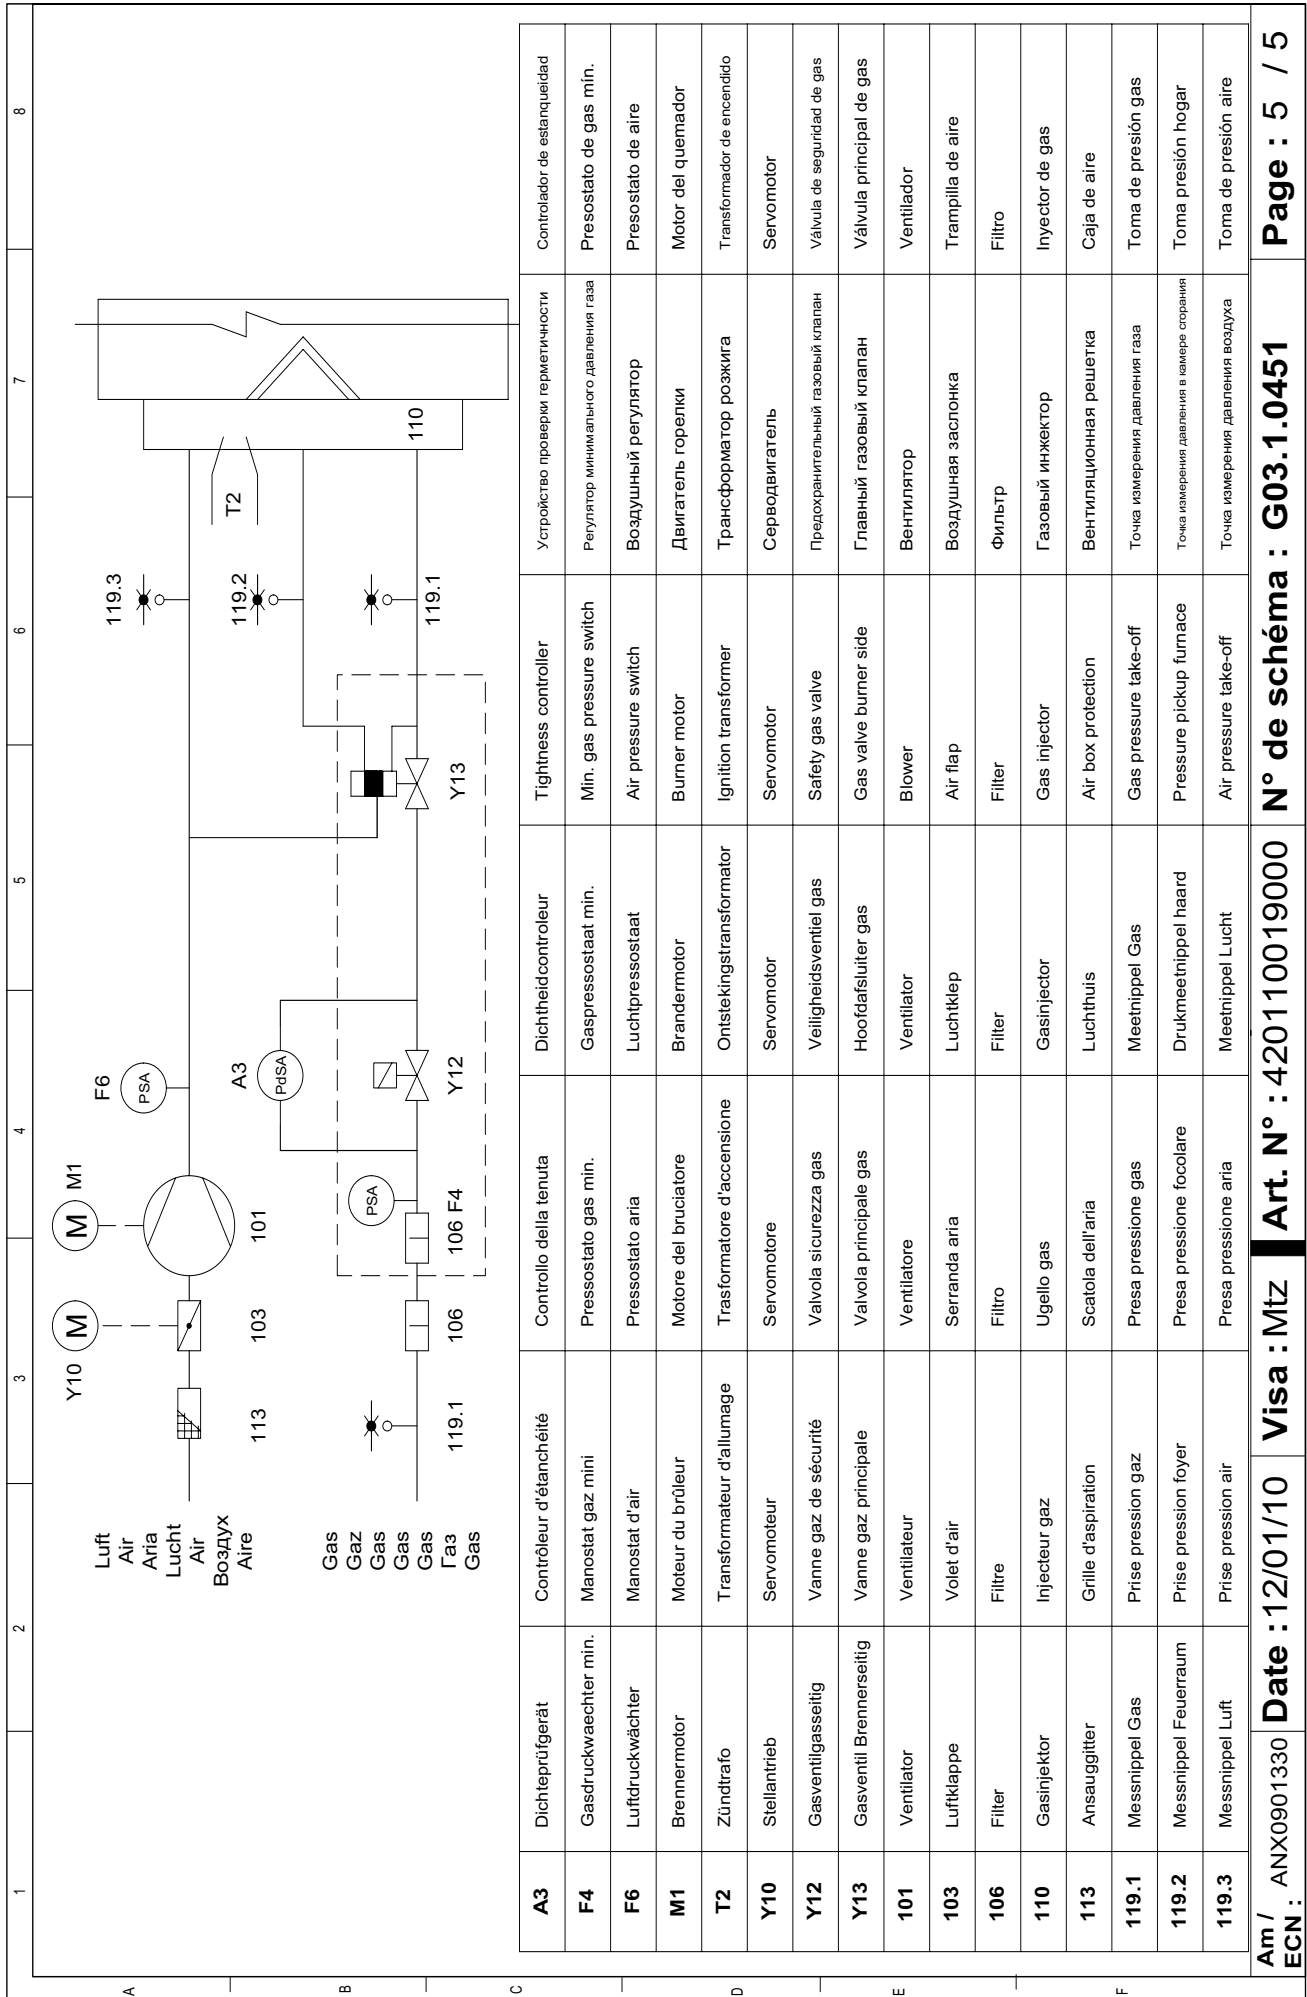 1 2 3 4 5 6 7 8
A
B
C
D
E
F
Luft
Air
Aria
Lucht
Air
Воздух
Aire
Gas
Gaz
Gas
Gas
Gas
Газ
Gas
Y10
M
M
M1
F6
PSA
119.3
113
103
101
A3
PdSA
119.2
T2
PSA
119.1
106
106 F4
Y12
Y13
119.1
110
A3 Dichteprüfgerät Contrôleur d'étanchéité Controllo della tenuta Dichtheidcontroleur Tightness controller Устройство проверки герметичности Controlador de estanqueidad
F4 Gasdruckwaechter min. Manostat gaz mini Pressostato gas min. Gaspressostaat min. Min. gas pressure switch Регулятор минимального давления газа Presostato de gas mín.
F6 Luftdruckwächter Manostat d'air Pressostato aria Luchtpressostaat Air pressure switch Воздушный регулятор Presostato de aire
M1 Brennermotor Moteur du brûleur Motore del bruciatore Brandermotor Burner motor Двигатель горелки Motor del quemador
T2 Zündtrafo Transformateur d'allumage Trasformatore d'accensione Ontstekingstransformator Ignition transformer Трансформатор розжига Transformador de encendido
Y10 Stellantrieb Servomoteur Servomotore Servomotor Servomotor Серводвигатель Servomotor
Y12 Gasventilgasseitig Vanne gaz de sécurité Valvola sicurezza gas Veiligheidsventiel gas Safety gas valve Предохранительный газовый клапан Válvula de seguridad de gas
Y13 Gasventil Brennerseitig Vanne gaz principale Valvola principale gas Hoofdafsluiter gas Gas valve burner side Главный газовый клапан Válvula principal de gas
101 Ventilator Ventilateur Ventilatore Ventilator Blower Вентилятор Ventilador
103 Luftklappe Volet d'air Serranda aria Luchtklep Air flap Воздушная заслонка Trampilla de aire
106 Filter Filtre Filtro Filter Filter Фильтр Filtro
110 Gasinjektor Injecteur gaz Ugello gas Gasinjector Gas injector Газовый инжектор Inyector de gas
113 Ansauggitter Grille d'aspiration Scatola dell'aria Luchthuis Air box protection Вентиляционная решетка Caja de aire
119.1 Messnippel Gas Prise pression gaz Presa pressione gas Meetnippel Gas Gas pressure take-off Точка измерения давления газа Toma de presión gas
119.2 Messnippel Feuerraum Prise pression foyer Presa pressione focolare Drukmeetnippel haard Pressure pickup furnace Точка измерения давления в камере сгорания Toma presión hogar
119.3 Messnippel Luft Prise pression air Presa pressione aria Meetnippel Lucht Air pressure take-off Точка измерения давления воздуха Toma de presión aire
Am / ECN : ANX0901330 Date : 12/01/10 Visa : Mtz Art. N° : 420110019000 N° de schéma : G03.1.0451 Page : 5 / 5